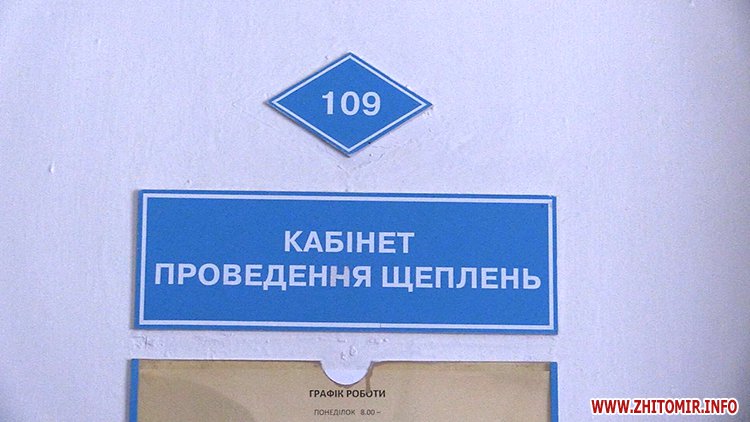 109
КАБІНЕТ
ПРОВЕДЕННЯ ЩЕПЛЕНЬ
ГРАФІК РОБОТИ
ПОНЕДІЛОК 8.00 –
WWW.ZHITOMIR.INFO